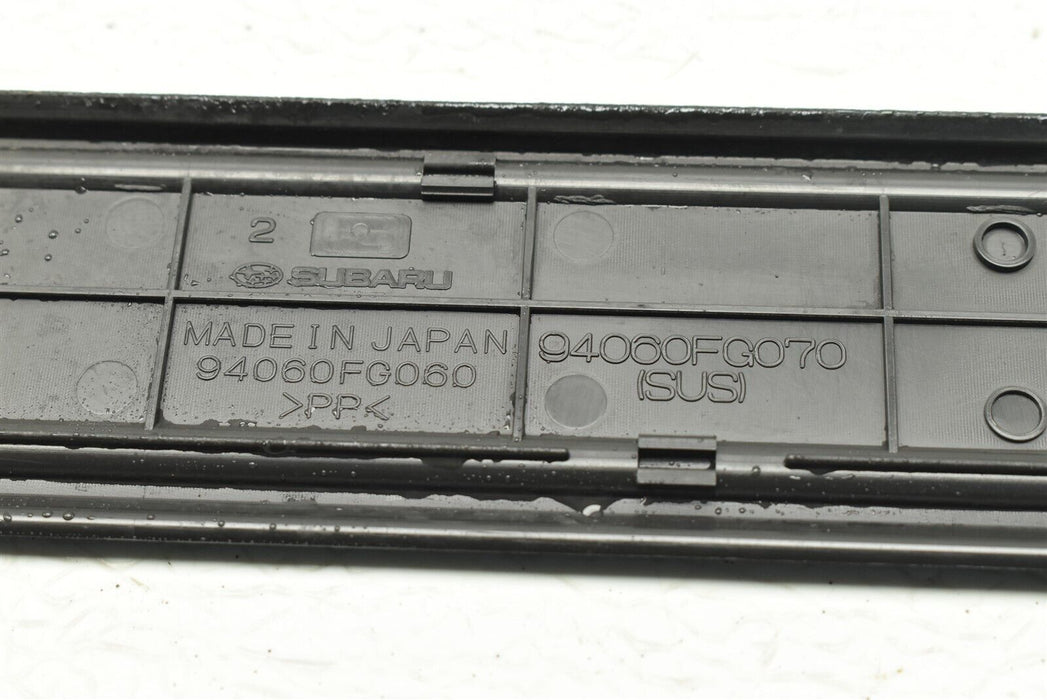 2
SUBARU
MADE IN JAPAN
94060FG060
>PP<
94060FG070
(SUS)